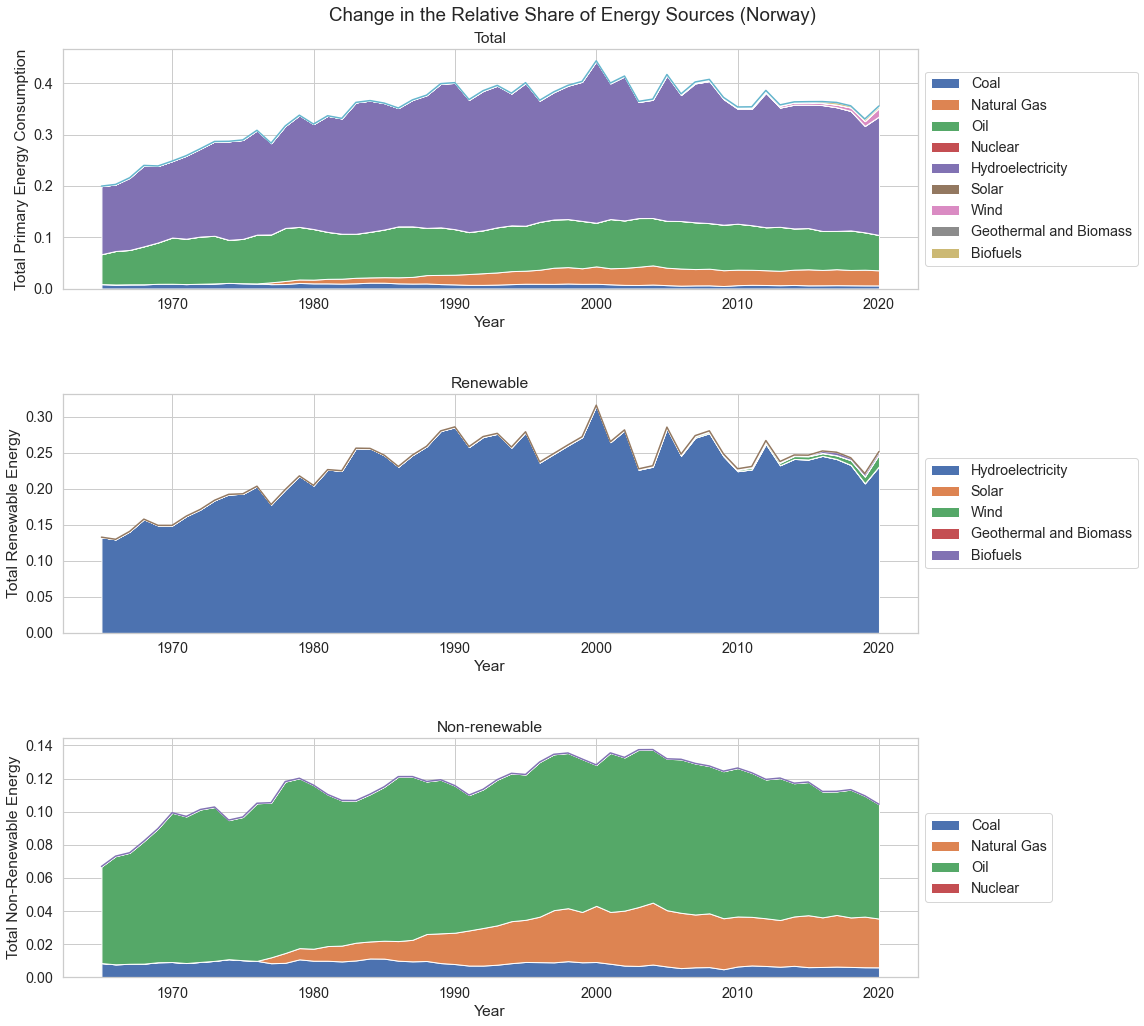 Change in the Relative Share of Energy Sources (Norway)
Total
Total Primary Energy Consumption
0.4
0.3
0.2
0.1
0.0
1970 1980 1990 2000 2010 2020
Year
Coal
Natural Gas
Oil
Nuclear
Hydroelectricity
Solar
Wind
Geothermal and Biomass
Biofuels
Renewable
Total Renewable Energy
0.30
0.25
0.20
0.15
0.10
0.05
0.00
1970 1980 1990 2000 2010 2020
Year
Hydroelectricity
Solar
Wind
Geothermal and Biomass
Biofuels
Non-renewable
Total Non-Renewable Energy
0.14
0.12
0.10
0.08
0.06
0.04
0.02
0.00
1970 1980 1990 2000 2010 2020
Year
Coal
Natural Gas
Oil
Nuclear